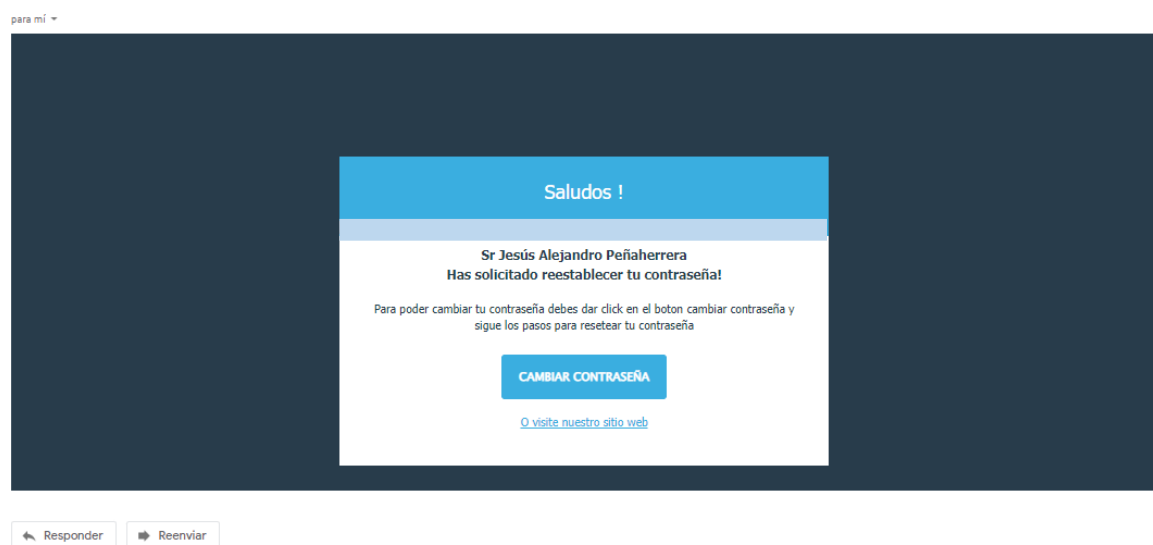 para mí
Saludos !
Sr Jesús Alejandro Peñaherrera
Has solicitado reestablecer tu contraseña!
Para poder cambiar tu contraseña debes dar click en el boton cambiar contraseña y
sigue los pasos para resetear tu contraseña
CAMBIAR CONTRASEÑA
O visite nuestro sitio web
Responder
Reenviar